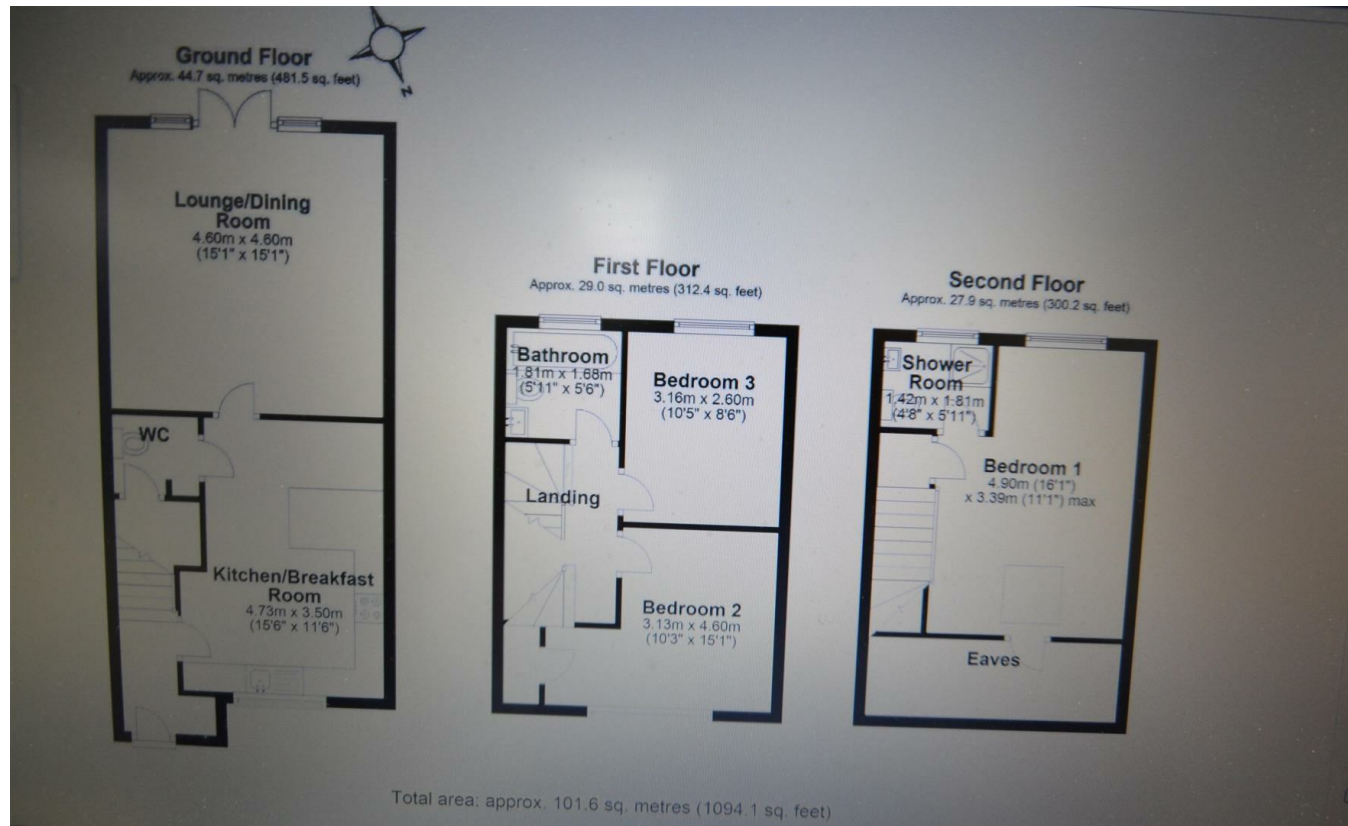 Ground Floor
Approx. 44.7 sq. metres (481.5 sq. feet)
N
Lounge/Dining
Room
4.60m x 4.60m
(15'1" x 15'1")
WC
Kitchen/Breakfast
Room
4.73m x 3.50m
(15'6" x 11'6")
First Floor
Approx. 29.0 sq. metres (312.4 sq. feet)
Bathroom
1.81m x 1.68m
(5'11" x 5'6")
Bedroom 3
3.16m x 2.60m
(10'5" x 8'6")
Landing
Bedroom 2
3.13m x 4.60m
(10'3" x 15'1")
Second Floor
Approx. 27.9 sq. metres (300.2 sq. feet)
Shower
Room
1.42m x 1.81m
(4'8" x 5'11")
Bedroom 1
4.90m (16'1")
x 3.39m (11'1") max
Eaves
Total area: approx. 101.6 sq. metres (1094.1 sq. feet)